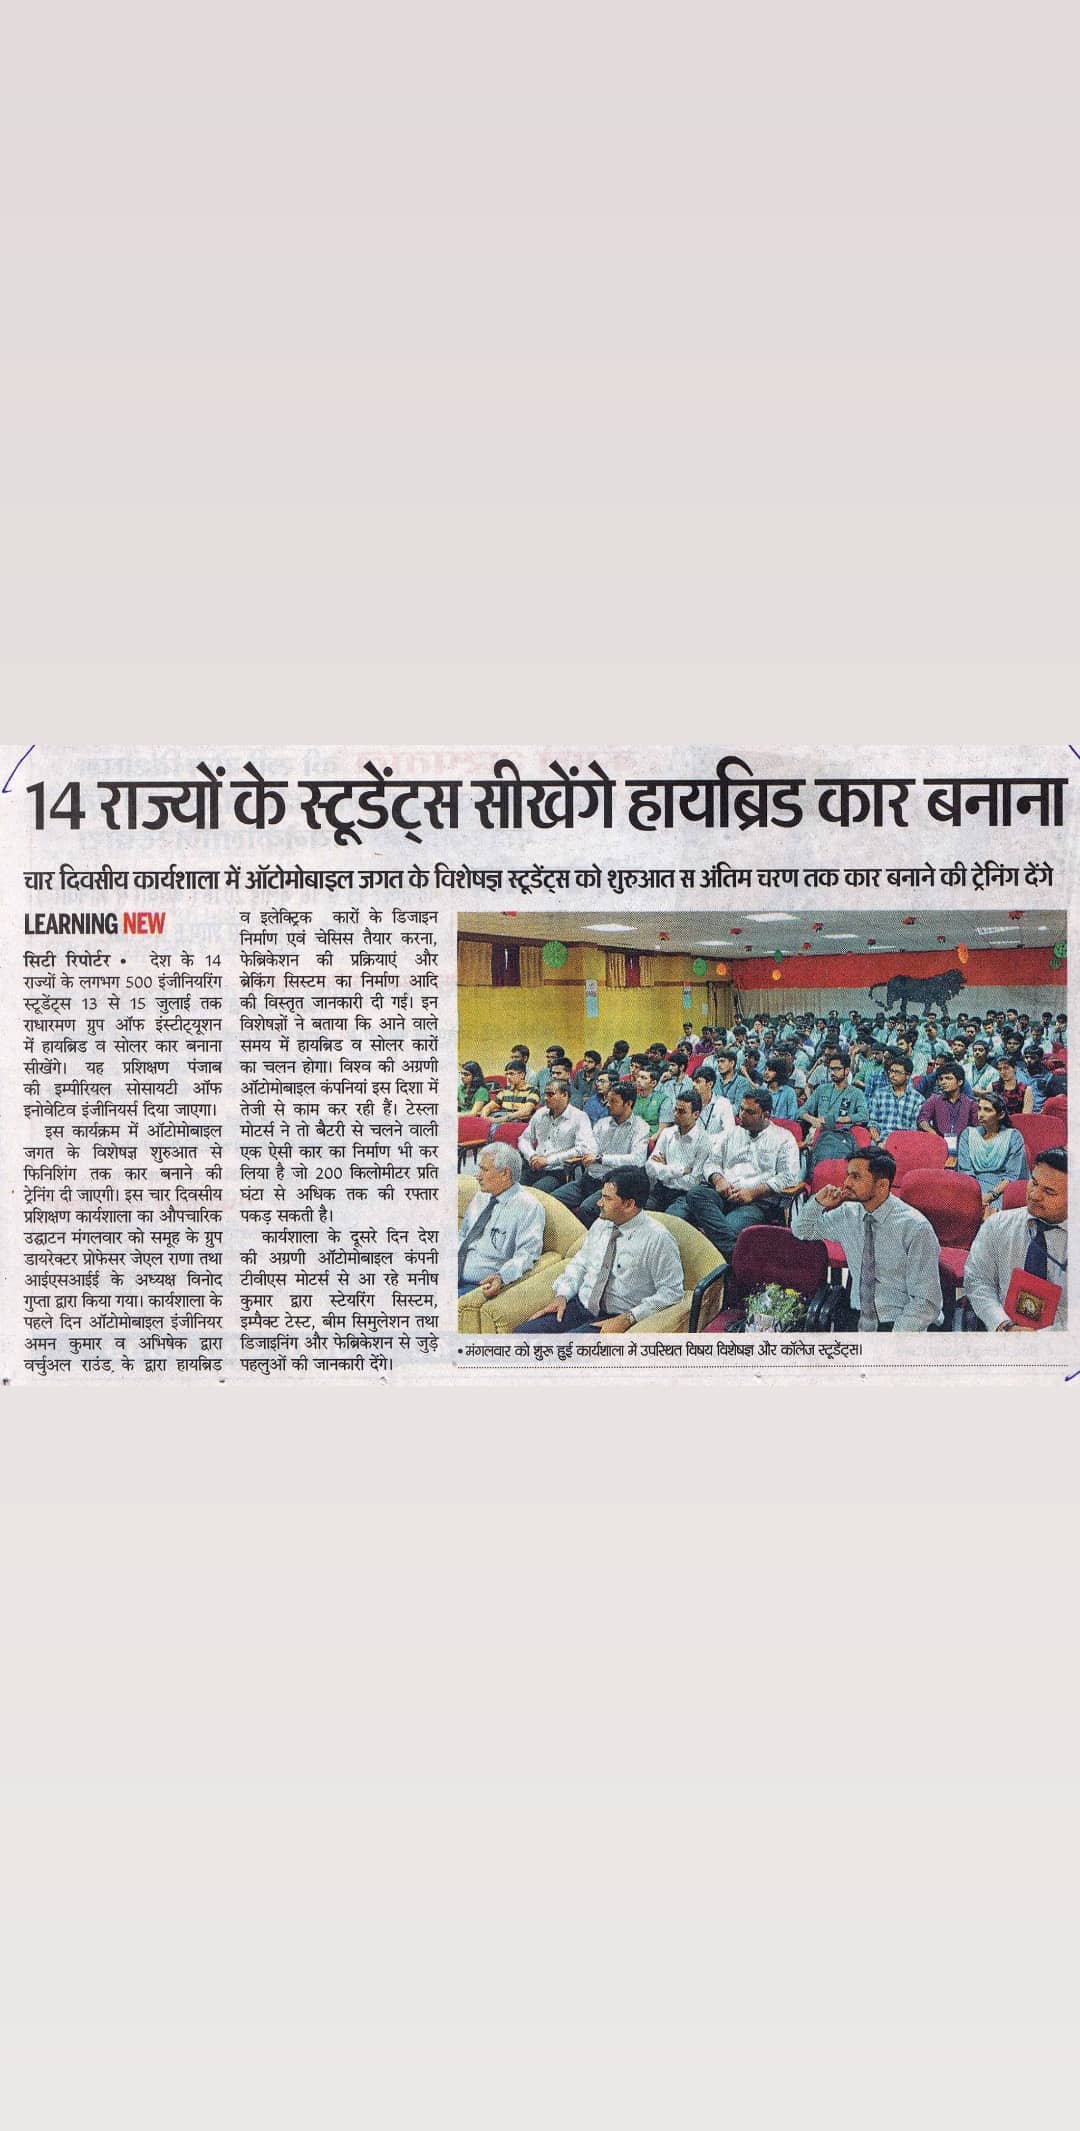 14 राज्यों के स्टूडेंट्स सीखेंगे हायब्रिड कार बनाना
चार दिवसीय कार्यशाला में ऑटोमोबाइल जगत के विशेषज्ञ स्टूडेंट्स को शुरुआत स अंतिम चरण तक कार बनाने की ट्रेनिंग देंगे
LEARNING NEW
सिटी रिपोर्टर • देश के 14
राज्यों के लगभग 500 इंजीनियरिंग
स्टूडेंट्स 13 से 15 जुलाई तक
राधारमण ग्रुप ऑफ इंस्टीट्यूशन
में हायब्रिड व सोलर कार बनाना
सीखेंगे। यह प्रशिक्षण पंजाब
की इम्पीरियल सोसायटी ऑफ
इनोवेटिव इंजीनियर्स दिया जाएगा।
इस कार्यक्रम में ऑटोमोबाइल
जगत के विशेषज्ञ शुरुआत से
फिनिशिंग तक कार बनाने की
ट्रेनिंग दी जाएगी। इस चार दिवसीय
प्रशिक्षण कार्यशाला का औपचारिक
उद्घाटन मंगलवार को समूह के ग्रुप
डायरेक्टर प्रोफेसर जेएल राणा तथा
आईएसआईई के अध्यक्ष विनोद
गुप्ता द्वारा किया गया। कार्यशाला के
पहले दिन ऑटोमोबाइल इंजीनियर
अमन कुमार व अभिषेक द्वारा
वर्चुअल राउंड. के द्वारा हायब्रिड
व इलेक्ट्रिक कारों के डिजाइन
निर्माण एवं चेसिस तैयार करना,
फेब्रिकेशन की प्रक्रियाएं और
ब्रेकिंग सिस्टम का निर्माण आदि
की विस्तृत जानकारी दी गई। इन
विशेषज्ञों ने बताया कि आने वाले
समय में हायब्रिड व सोलर कारों
का चलन होगा। विश्व की अग्रणी
ऑटोमोबाइल कंपनियां इस दिशा में
तेजी से काम कर रही हैं। टेस्ला
मोटर्स ने तो बैटरी से चलने वाली
एक ऐसी कार का निर्माण भी कर
लिया है जो 200 किलोमीटर प्रति
घंटा से अधिक तक की रफ्तार
पकड़ सकती है।
कार्यशाला के दूसरे दिन देश
की अग्रणी ऑटोमोबाइल कंपनी
टीवीएस मोटर्स से आ रहे मनीष
कुमार द्वारा स्टेयरिंग सिस्टम,
इम्पैक्ट टेस्ट, बीम सिमुलेशन तथा
डिजाइनिंग और फेब्रिकेशन से जुड़े
पहलुओं की जानकारी देंगे।
• मंगलवार को शुरू हुई कार्यशाला में उपस्थित विषय विशेषज्ञ और कॉलेज स्टूडेंट्स।